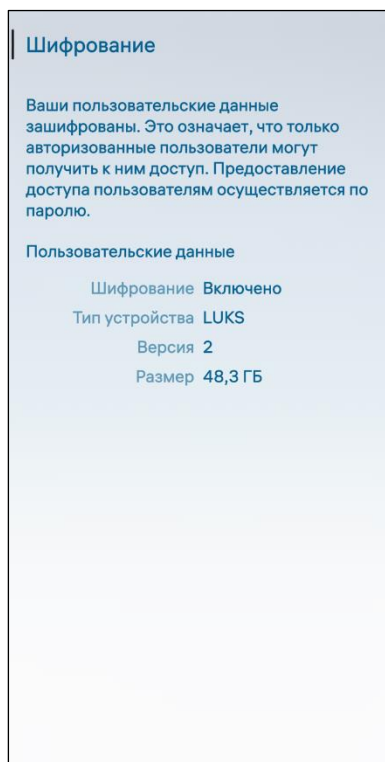 Шифрование
Ваши пользовательские данные
зашифрованы. Это означает, что только
авторизованные пользователи могут
получить к ним доступ. Предоставление
доступа пользователям осуществляется по
паролю.
Пользовательские данные
Шифрование Включено
Тип устройства LUKS
Версия 2
Размер 48,3 ГБ